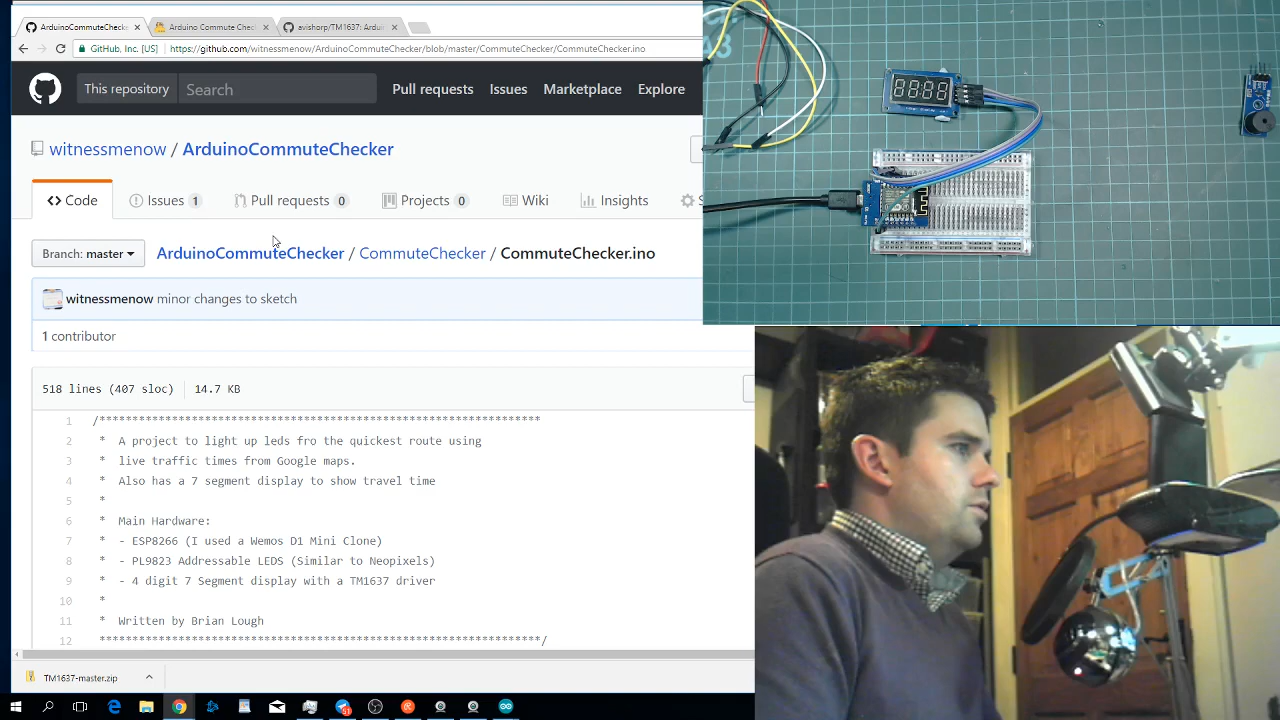 ArduinoCommuteChecke
Arduino Commute Chec
avishorp/TM1637: Ardui
GitHub, Inc. [US]
https://github.com/witnessmenow/ArduinoCommuteChecker/blob/master/CommuteChecker/CommuteChecker.ino
This repository
Search
Pull requests
Issues
Marketplace
Explore
witnessmenow / ArduinoCommuteChecker
<> Code
Issues 1
Pull requests 0
Projects 0
Wiki
Insights
S
Branch: master
ArduinoCommuteChecker / CommuteChecker / CommuteChecker.ino
witnessmenow minor changes to sketch
1 contributor
518 lines (407 sloc)
14.7 KB
1 /*******************************************************************
2 * A project to light up leds fro the quickest route using
3 * live traffic times from Google maps.
4 * Also has a 7 segment display to show travel time
5 *
6 * Main Hardware:
7 * - ESP8266 (I used a Wemos D1 Mini Clone)
8 * - PL9823 Addressable LEDS (Similar to Neopixels)
9 * - 4 digit 7 Segment display with a TM1637 driver
10 *
11 * Written by Brian Lough
12 *******************************************************************/
TM1637-master.zip